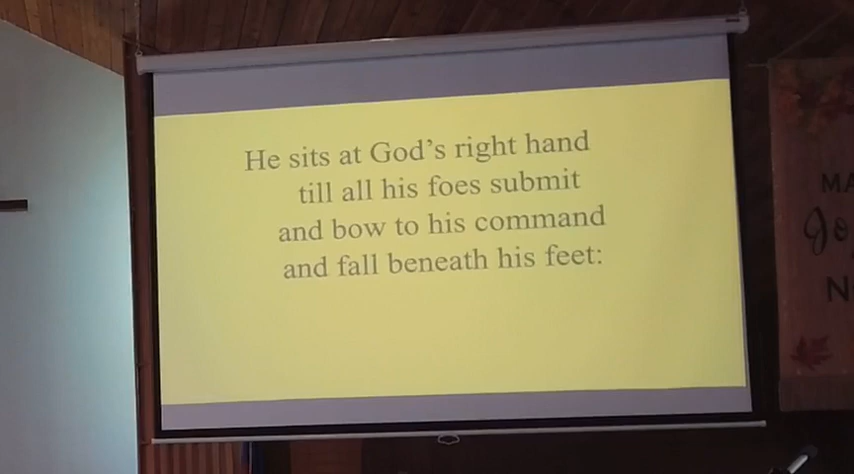 He sits at God's right hand
till all his foes submit
and bow to his command
and fall beneath his feet: